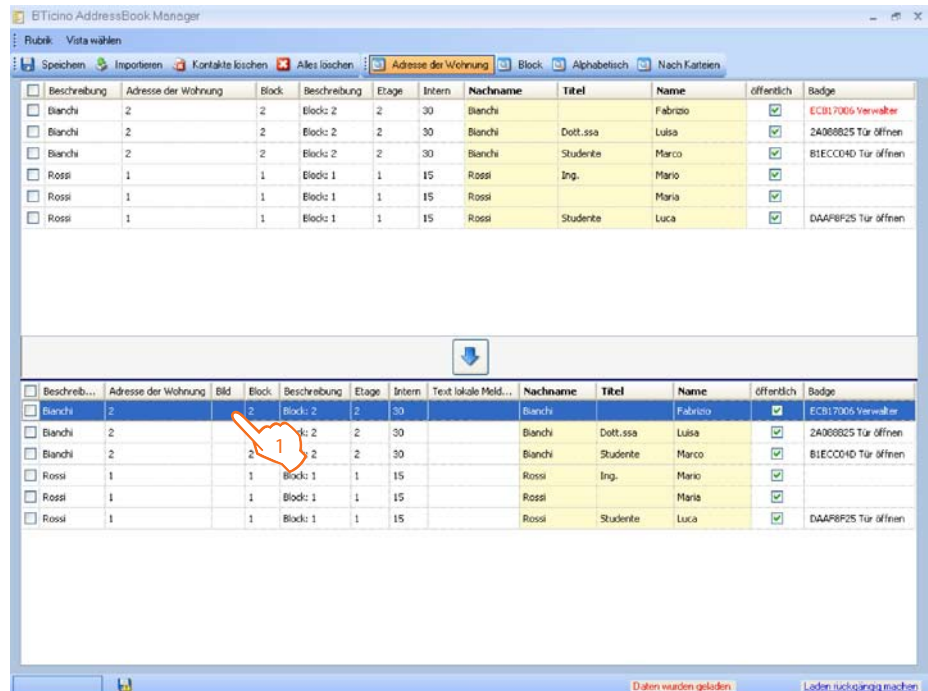 BTicino AddressBook Manager
Rubrik Vista wählen
Speichern Importieren Kontakte löschen Alles löschen Adresse der Wohnung Block Alphabetisch Nach Karteien
Beschreibung Adresse der Wohnung Block Beschreibung Etage Intern Nachname Titel Name öffentlich Badge
Bianchi 2 2 Block: 2 2 30 Bianchi Fabrizio ECB17006 Verwalter
Bianchi 2 2 Block: 2 2 30 Bianchi Dott.ssa Luisa 2A088B25 Tür öffnen
Bianchi 2 2 Block: 2 2 30 Bianchi Studente Marco B1ECC04D Tür öffnen
Rossi 1 1 Block: 1 1 15 Rossi Ing. Mario
Rossi 1 1 Block: 1 1 15 Rossi Maria
Rossi 1 1 Block: 1 1 15 Rossi Studente Luca DAAF8F25 Tür öffnen
Beschreib... Adresse der Wohnung Bild Block Beschreibung Etage Intern Text lokale Meld... Nachname Titel Name öffentlich Badge
Bianchi 2 2 Block: 2 2 30 Bianchi Fabrizio ECB17006 Verwalter
Bianchi 2 ck: 2 2 30 Bianchi Dott.ssa Luisa 2A088B25 Tür öffnen
Bianchi 2 2 : 2 2 30 Bianchi Studente Marco B1ECC04D Tür öffnen
1
Rossi 1 1 Block: 1 1 15 Rossi Ing. Mario
Rossi 1 1 Block: 1 1 15 Rossi Maria
Rossi 1 1 Block: 1 1 15 Rossi Studente Luca DAAF8F25 Tür öffnen
Daten wurden geladen Laden rückgängig machen